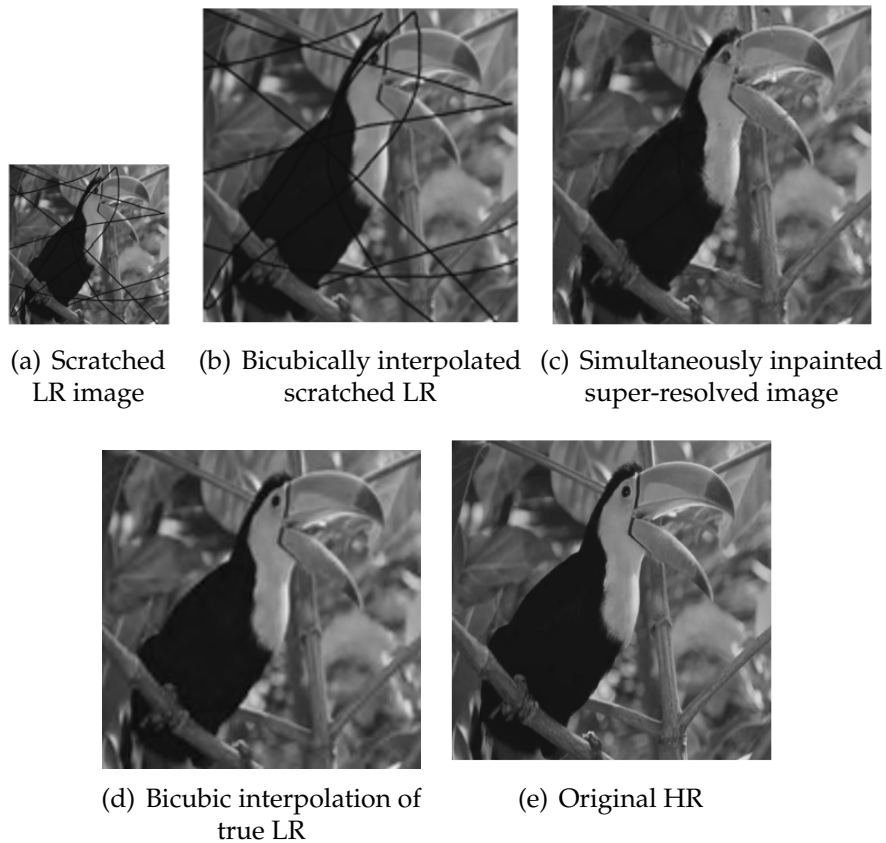 (a) Scratched
LR image
(b) Bicubically interpolated
scratched LR
(c) Simultaneously inpainted
super-resolved image
(d) Bicubic interpolation of
true LR
(e) Original HR